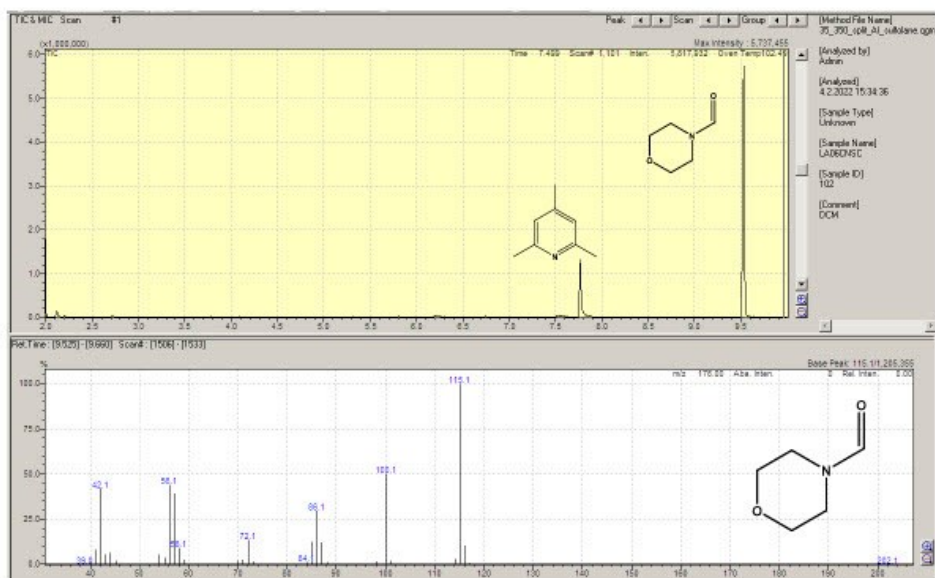 TIC & MIC Scan #1 Peak Scan Group
(x1,000,000) Max Intensity : 5,737,455
TIC Time 7.499 Scan# 1,101 Inten. Oven Temp
6.0
5.0
4.0
3.0
2.0
1.0
0.0
2.0 2.5 3.0 3.5 4.0 4.5 5.0 5.5 6.0 6.5 7.0 7.5 8.0 8.5 9.0 9.5
O
N
O
N
[Method File Name]
[Analyzed by]
Admin
[Analyzed]
4.2.2022 15:34:36
[Sample Type]
Unknown
[Sample Name]
[Sample ID]
102
[Comment]
DCM
Ret.Time : [9.525] - [9.660] Scan# : [1506] - [1533]
Base Peak: 115.1/1,205,355
% m/z 176.00 Abs. Inten. 0 Rel. Inten. 0.00
100.0
75.0
50.0
25.0
0.0
115.1
100.1
86.1
72.1
42.1
O
N
O
40 50 60 70 80 90 100 110 120 130 140 150 160 170 180 190 200